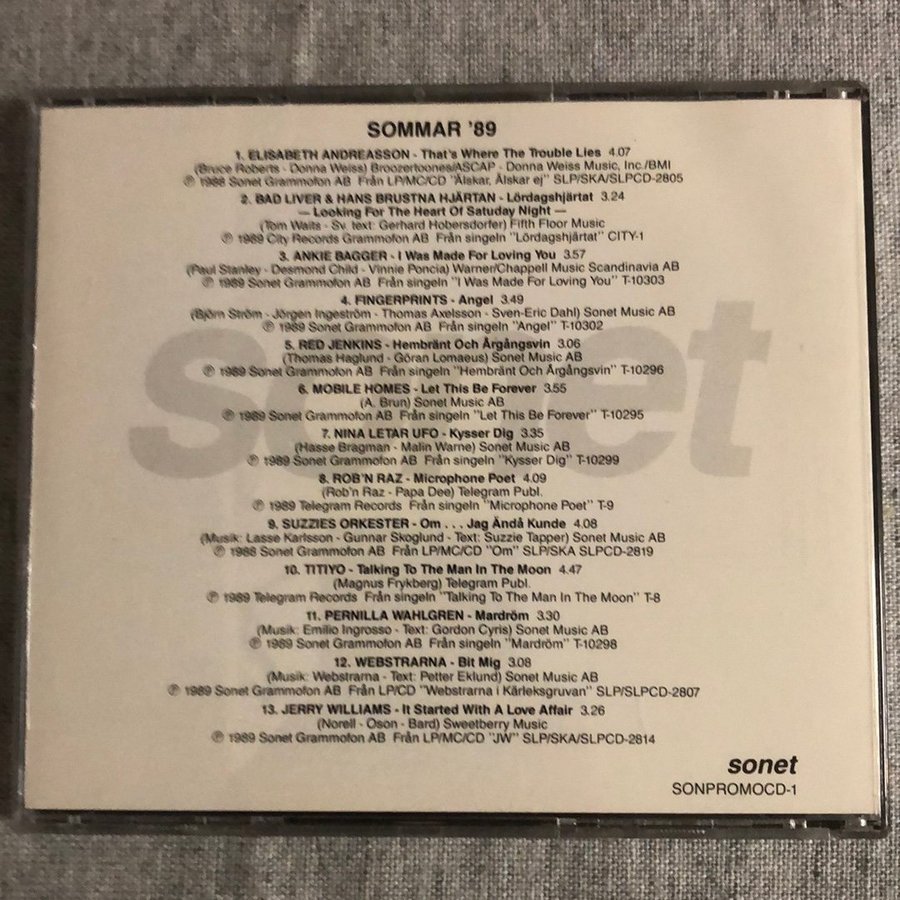 SOMMAR '89
1. ELISABETH ANDREASSON - That's Where The Trouble Lies 4.07
(Bruce Roberts - Donna Weiss) Broozertoones/ASCAP - Donna Weiss Music, Inc./BMI
℗ 1988 Sonet Grammofon AB Från LP/MC/CD "Älskar, Älskar ej" SLP/SKA/SLPCD-2805
2. BAD LIVER & HANS BRUSTNA HJÄRTAN - Lördagshjärtat 3.24
— Looking For The Heart Of Satuday Night —
(Tom Waits - Sv. text: Gerhard Hobersdorfer) Fifth Floor Music
℗ 1989 City Records Grammofon AB Från singeln "Lördagshjärtat" CITY-1
3. ANKIE BAGGER - I Was Made For Loving You 3.57
(Paul Stanley - Desmond Child - Vinnie Poncia) Warner/Chappell Music Scandinavia AB
℗ 1989 Sonet Grammofon AB Från singeln "I Was Made For Loving You" T-10303
4. FINGERPRINTS - Angel 3.49
(Björn Ström - Jörgen Ingeström - Thomas Axelsson - Sven-Eric Dahl) Sonet Music AB
℗ 1989 Sonet Grammofon AB Från singeln "Angel" T-10302
5. RED JENKINS - Hembränt Och Årgångsvin 3.06
(Thomas Haglund - Göran Lomaeus) Sonet Music AB
℗ 1989 Sonet Grammofon AB Från singeln "Hembränt Och Årgångsvin" T-10296
6. MOBILE HOMES - Let This Be Forever 3.55
(A. Brun) Sonet Music AB
℗ 1989 Sonet Grammofon AB Från singeln "Let This Be Forever" T-10295
7. NINA LETAR UFO - Kysser Dig 3.35
(Hasse Bragman - Malin Warne) Sonet Music AB
℗ 1989 Sonet Grammofon AB Från singeln "Kysser Dig" T-10299
8. ROB'N RAZ - Microphone Poet 4.09
(Rob'n Raz - Papa Dee) Telegram Publ.
℗ 1989 Telegram Records Från singeln "Microphone Poet" T-9
9. SUZZIES ORKESTER - Om . . . Jag Ändå Kunde 4.08
(Musik: Lasse Karlsson - Gunnar Skoglund - Text: Suzzie Tapper) Sonet Music AB
℗ 1988 Sonet Grammofon AB Från LP/MC/CD "Om" SLP/SKA SLPCD-2819
10. TITIYO - Talking To The Man In The Moon 4.47
(Magnus Frykberg) Telegram Publ.
℗ 1989 Telegram Records Från singeln "Talking To The Man In The Moon" T-8
11. PERNILLA WAHLGREN - Mardröm 3.30
(Musik: Emilio Ingrosso - Text: Gordon Cyris) Sonet Music AB
℗ 1989 Sonet Grammofon AB Från singeln "Mardröm" T-10298
12. WEBSTRARNA - Bit Mig 3.08
(Musik: Webstrarna - Text: Petter Eklund) Sonet Music AB
℗ 1989 Sonet Grammofon AB Från LP/CD "Webstrarna i Kärleksgruvan" SLP/SLPCD-2807
13. JERRY WILLIAMS - It Started With A Love Affair 3.26
(Norell - Oson - Bard) Sweetberry Music
℗ 1989 Sonet Grammofon AB Från LP/MC/CD "JW" SLP/SKA/SLPCD-2814
sonet
sonet
SONPROMOCD-1